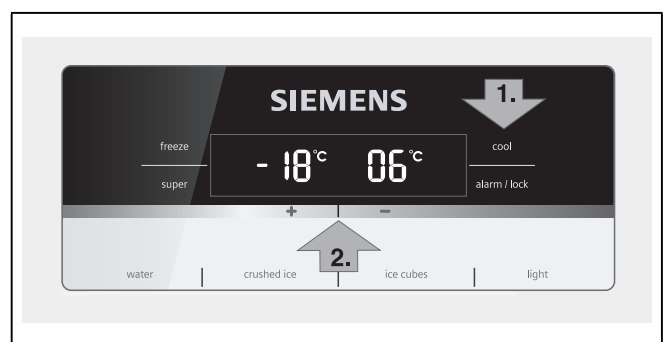 SIEMENS
1.
freeze
cool
- 18°C 06°C
super
alarm / lock
+ -
2.
water crushed ice ice cubes light